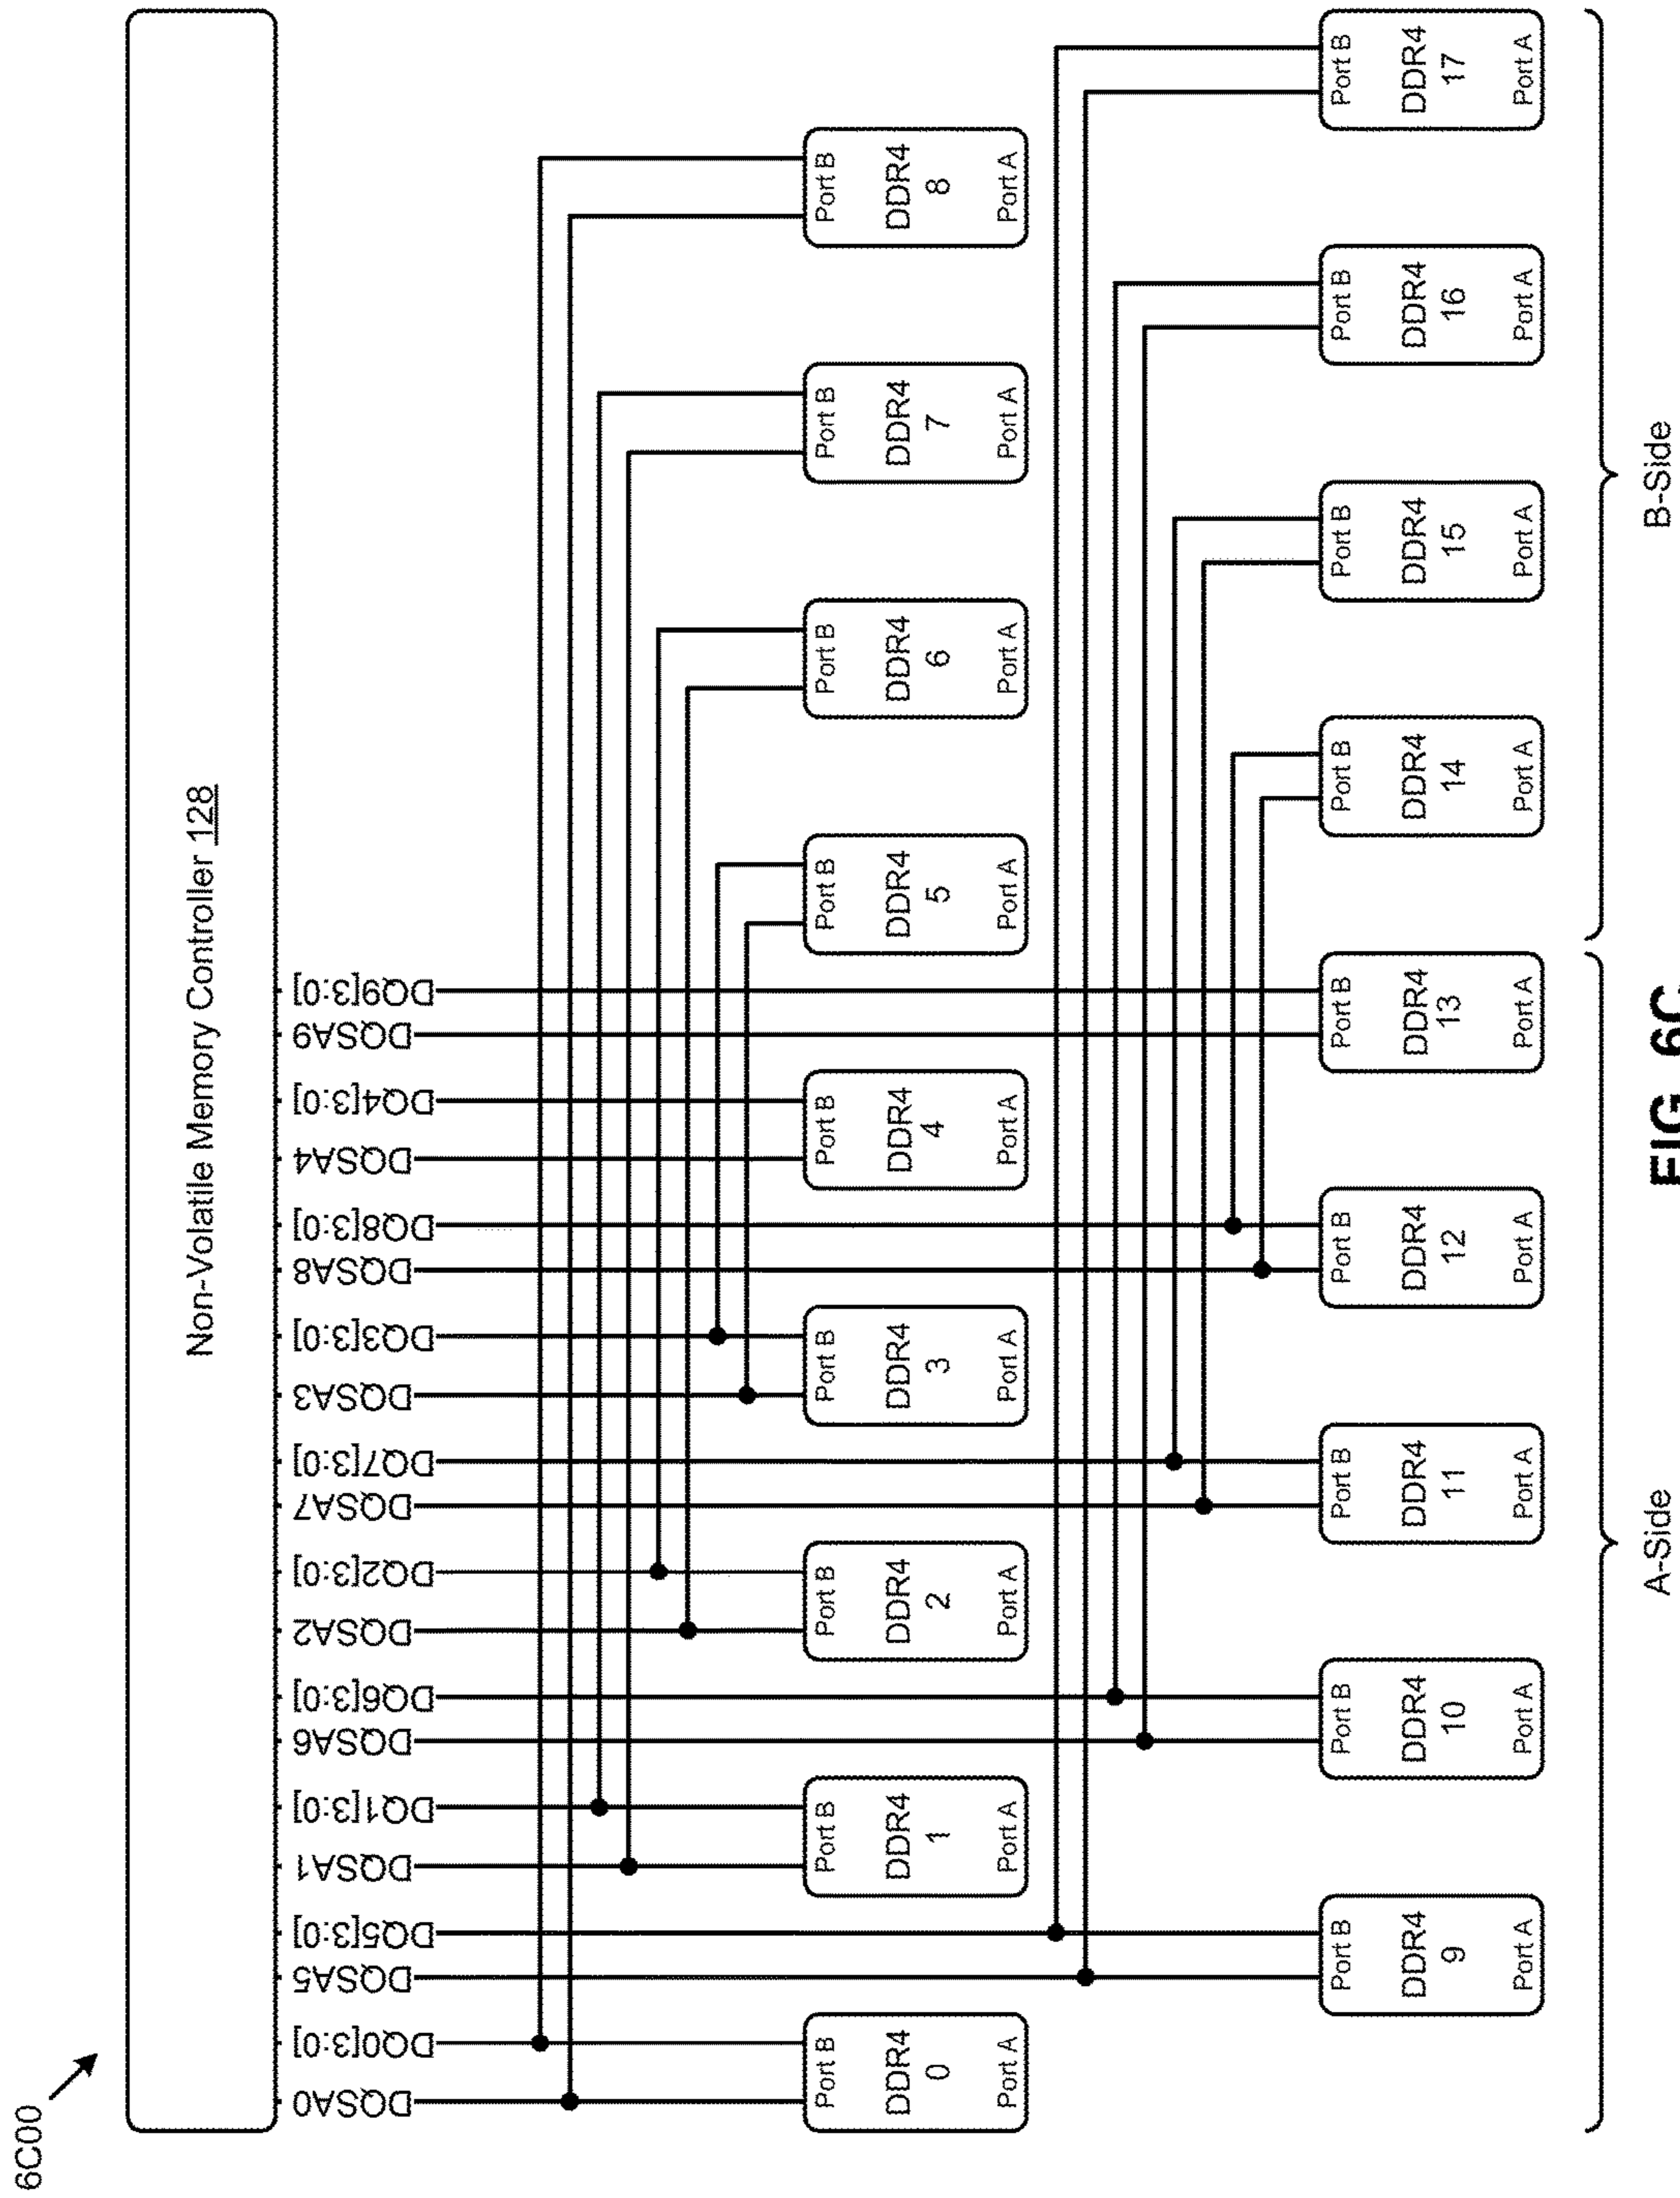 6C00
Non-Volatile Memory Controller 128
DQSA0
DQ0[3:0]
DQSA5
DQ5[3:0]
DQSA1
DQ1[3:0]
DQSA6
DQ6[3:0]
DQSA2
DQ2[3:0]
DQSA7
DQ7[3:0]
DQSA3
DQ3[3:0]
DQSA8
DQ8[3:0]
DQSA4
DQ4[3:0]
DQSA9
DQ9[3:0]
Port B
DDR4
0
Port A
Port B
DDR4
1
Port A
Port B
DDR4
2
Port A
Port B
DDR4
3
Port A
Port B
DDR4
4
Port A
Port B
DDR4
5
Port A
Port B
DDR4
6
Port A
Port B
DDR4
7
Port A
Port B
DDR4
8
Port A
Port B
DDR4
9
Port A
Port B
DDR4
10
Port A
Port B
DDR4
11
Port A
Port B
DDR4
12
Port A
Port B
DDR4
13
Port A
Port B
DDR4
14
Port A
Port B
DDR4
15
Port A
Port B
DDR4
16
Port A
Port B
DDR4
17
Port A
A-Side
B-Side
FIG. 6C